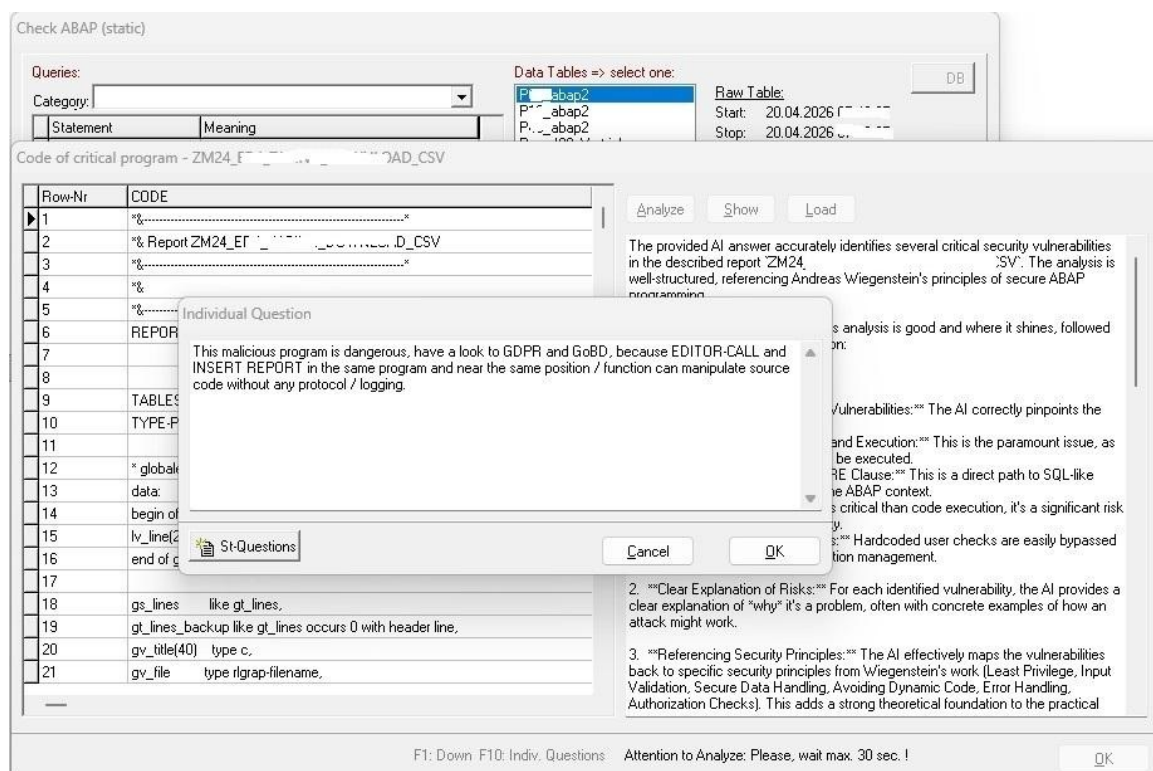 Check ABAP (static)
Queries:
Category:
Statement Meaning
Data Tables => select one:
abap2
_abap2
_abap2
Raw Table:
Start: 20.04.2026
Stop: 20.04.2026
DB
Code of critical program - ZM24_
Row-Nr CODE
1 *&---------------------------------------------------------------------*
2 *& Report ZM24_
3 *&---------------------------------------------------------------------*
4 *&
5 *&---------
6 REPOR
7
8
9 TABLES
10 TYPE-P
11
12 * globale
13 data:
14 begin of
15 lv_line(2
16 end of g
17
18 gs_lines like gt_lines,
19 gt_lines_backup like gt_lines occurs 0 with header line,
20 gv_title(40) type c,
21 gv_file type rlgrap-filename,
Analyze Show Load
The provided AI answer accurately identifies several critical security vulnerabilities
in the described report `ZM24_ CSV`. The analysis is
well-structured, referencing Andreas Wiegenstein's principles of secure ABAP
programming.
s analysis is good and where it shines, followed
on:
Vulnerabilities:** The AI correctly pinpoints the
and Execution:** This is the paramount issue, as
be executed.
RE Clause:** This is a direct path to SQL-like
he ABAP context.
s critical than code execution, it's a significant risk
y.
s:** Hardcoded user checks are easily bypassed
tion management.
2. **Clear Explanation of Risks:** For each identified vulnerability, the AI provides a
clear explanation of *why* it's a problem, often with concrete examples of how an
attack might work.
3. **Referencing Security Principles:** The AI effectively maps the vulnerabilities
back to specific security principles from Wiegenstein's work (Least Privilege, Input
Validation, Secure Data Handling, Avoiding Dynamic Code, Error Handling,
Authorization Checks). This adds a strong theoretical foundation to the practical
Individual Question
This malicious program is dangerous, have a look to GDPR and GoBD, because EDITOR-CALL and
INSERT REPORT in the same program and near the same position / function can manipulate source
code without any protocol / logging.
St-Questions
Cancel OK
F1: Down F10: Indiv. Questions Attention to Analyze: Please, wait max. 30 sec. !
OK